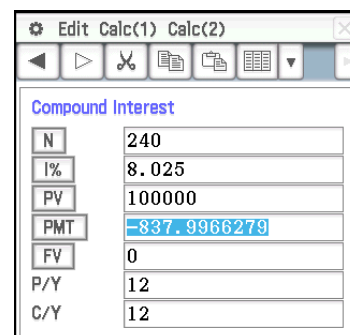 Edit Calc(1) Calc(2)
Compound Interest
N 240
I% 8.025
PV 100000
PMT -837.9966279
FV 0
P/Y 12
C/Y 12